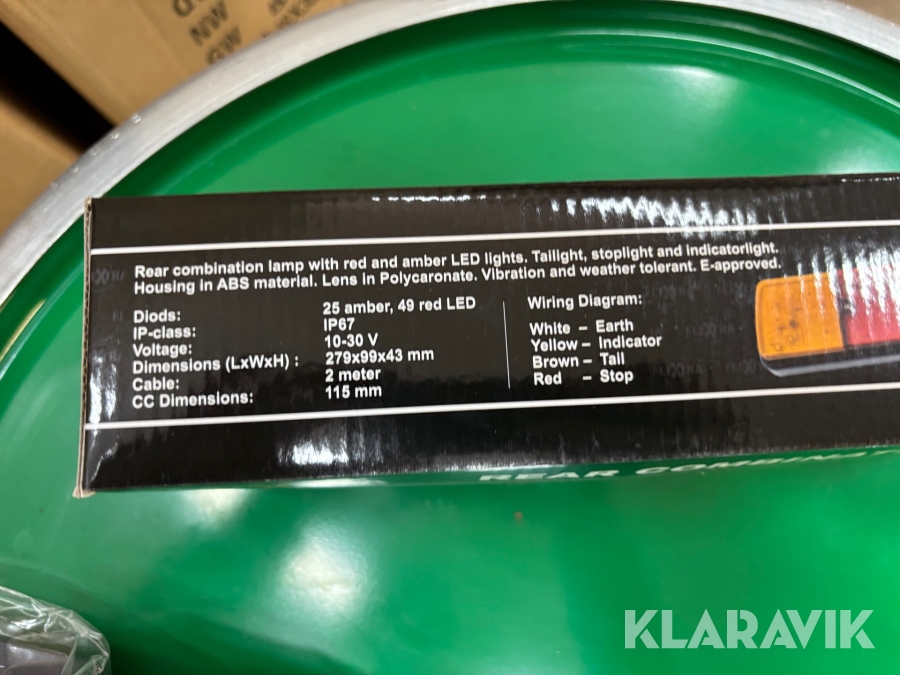 NW
GW
Rear combination lamp with red and amber LED lights. Taillight, stoplight and indicatorlight.
Housing in ABS material. Lens in Polycaronate. Vibration and weather tolerant. E-approved.
Diods: 25 amber, 49 red LED
IP-class: IP67
Voltage: 10-30 V
Dimensions (LxWxH) : 279x99x43 mm
Cable: 2 meter
CC Dimensions: 115 mm
Wiring Diagram:
White – Earth
Yellow – Indicator
Brown – Tail
Red – Stop
REAR
KLARAVIK